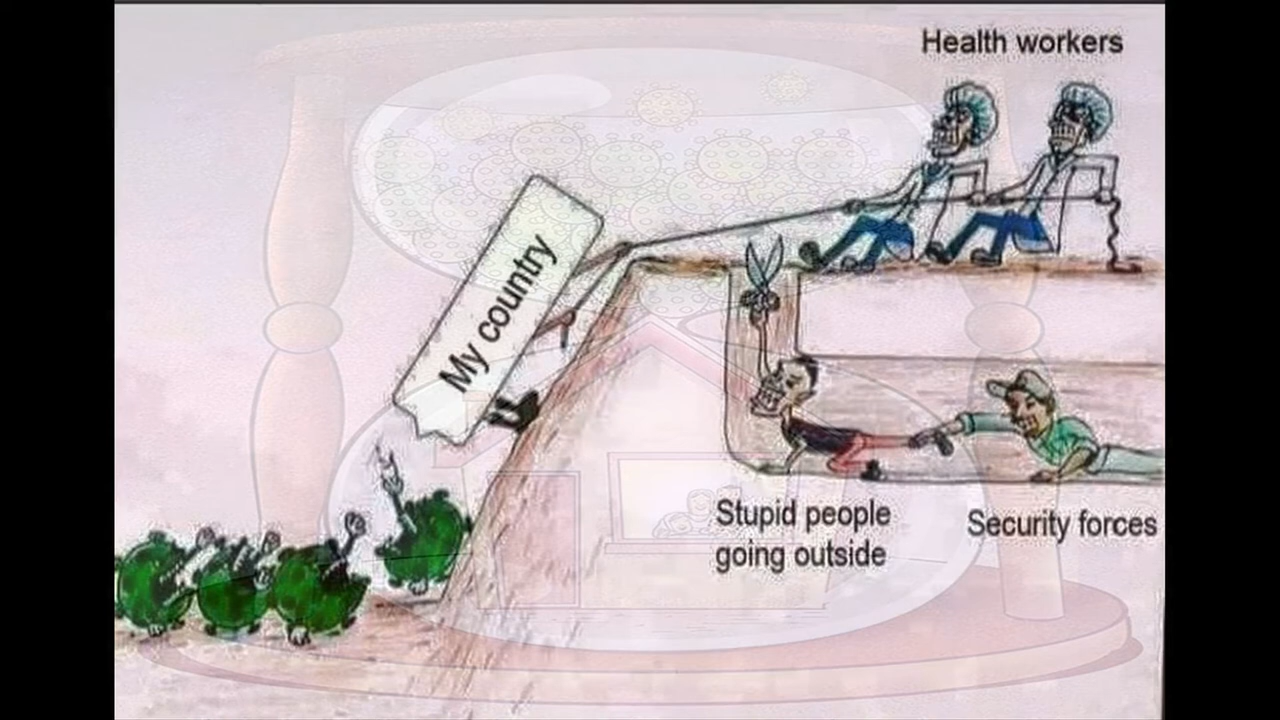 Health workers
My country
Stupid people
going outside
Security forces